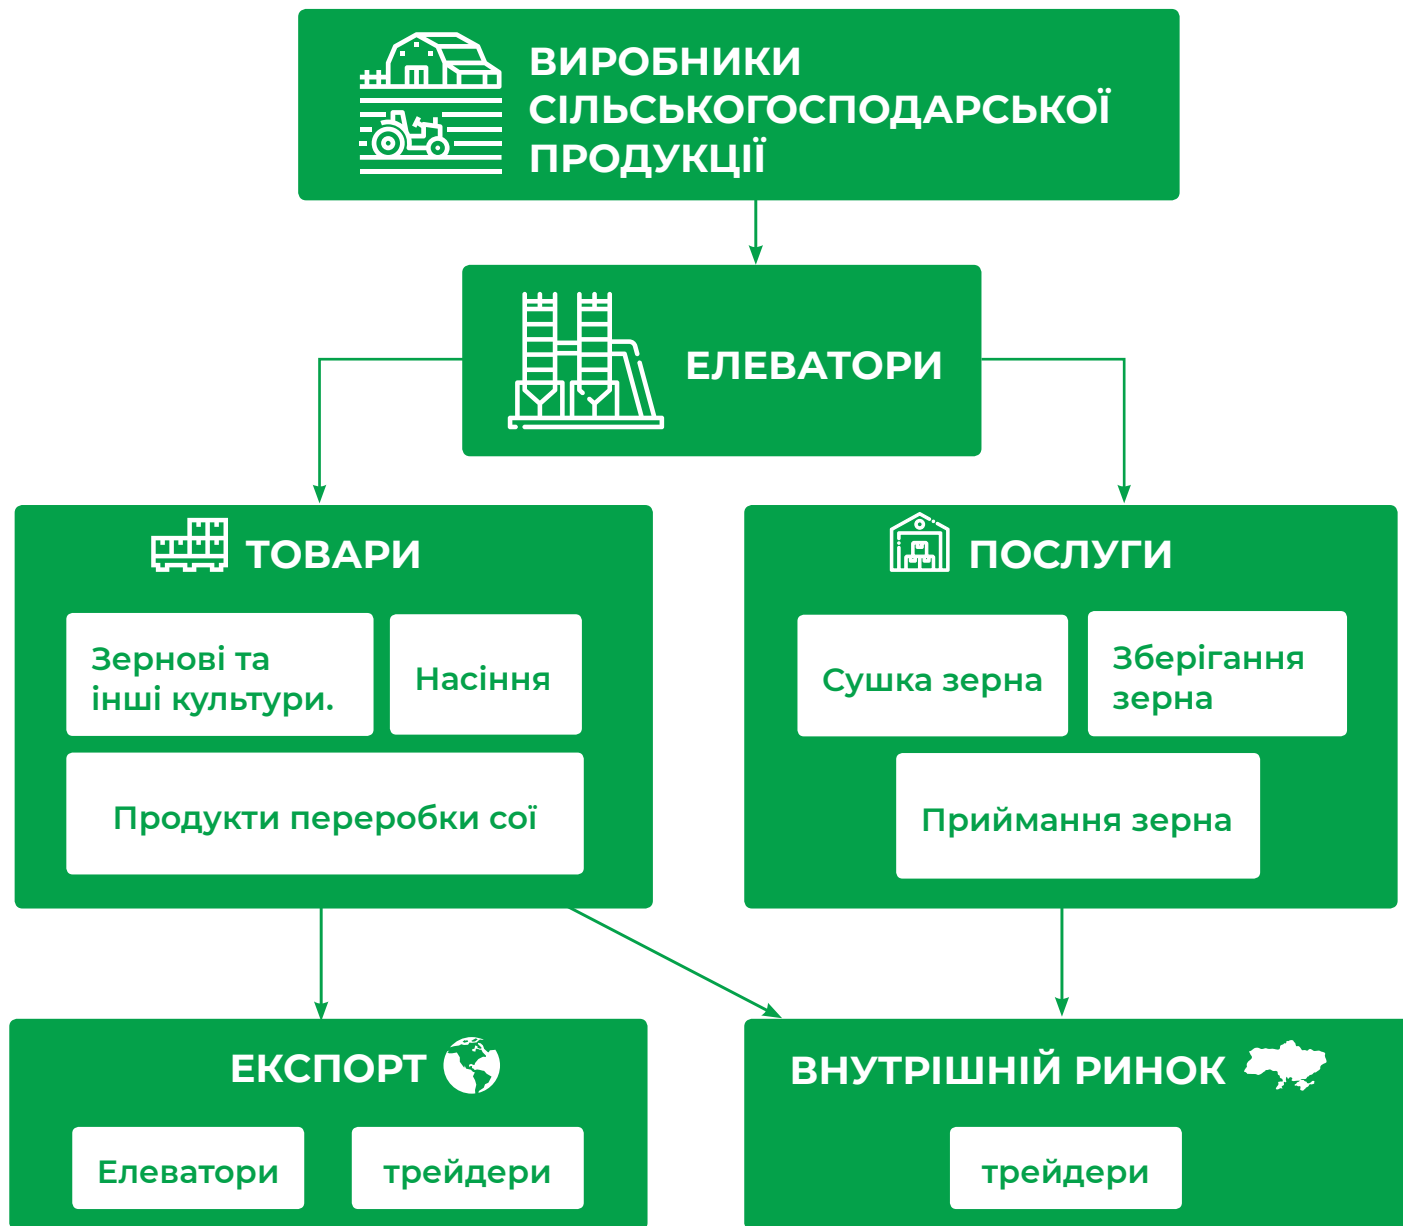 ВИРОБНИКИ
СІЛЬСЬКОГОСПОДАРСЬКОЇ
ПРОДУКЦІЇ
ЕЛЕВАТОРИ
ТОВАРИ
Зернові та
інші культури.
Насіння
Продукти переробки сої
ПОСЛУГИ
Сушка зерна
Зберігання
зерна
Приймання зерна
ЕКСПОРТ
Елеватори
трейдери
ВНУТРІШНІЙ РИНОК
трейдери